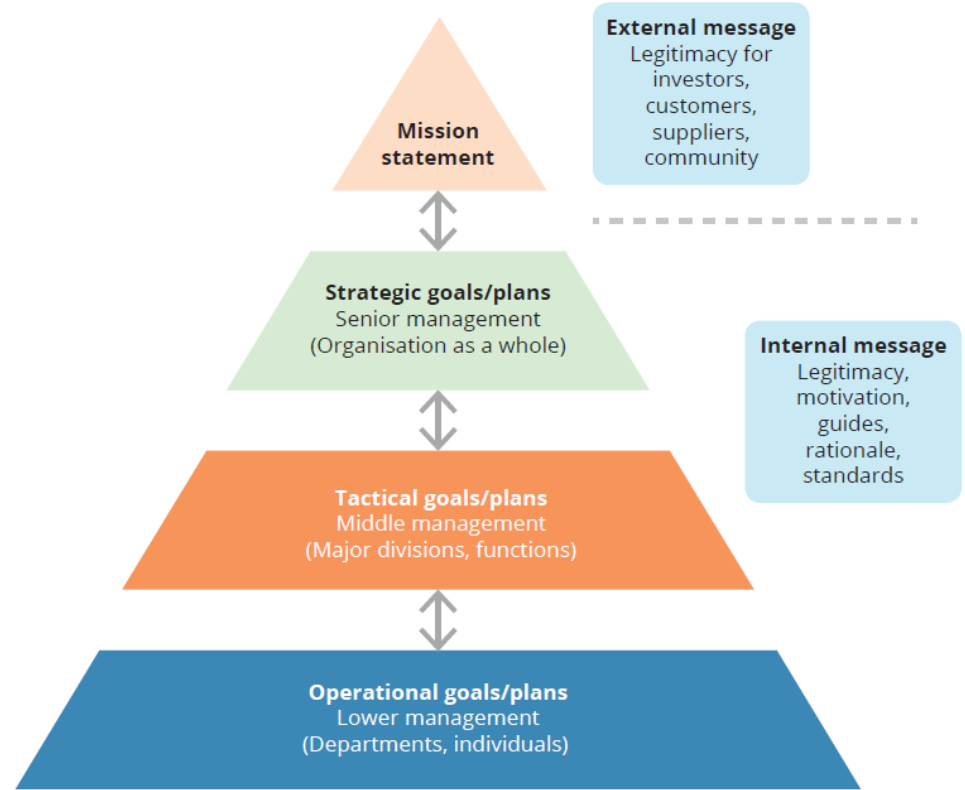 Mission
statement
External message
Legitimacy for
investors,
customers,
suppliers,
community
Strategic goals/plans
Senior management
(Organisation as a whole)
Internal message
Legitimacy,
motivation,
guides,
rationale,
standards
Tactical goals/plans
Middle management
(Major divisions, functions)
Operational goals/plans
Lower management
(Departments, individuals)